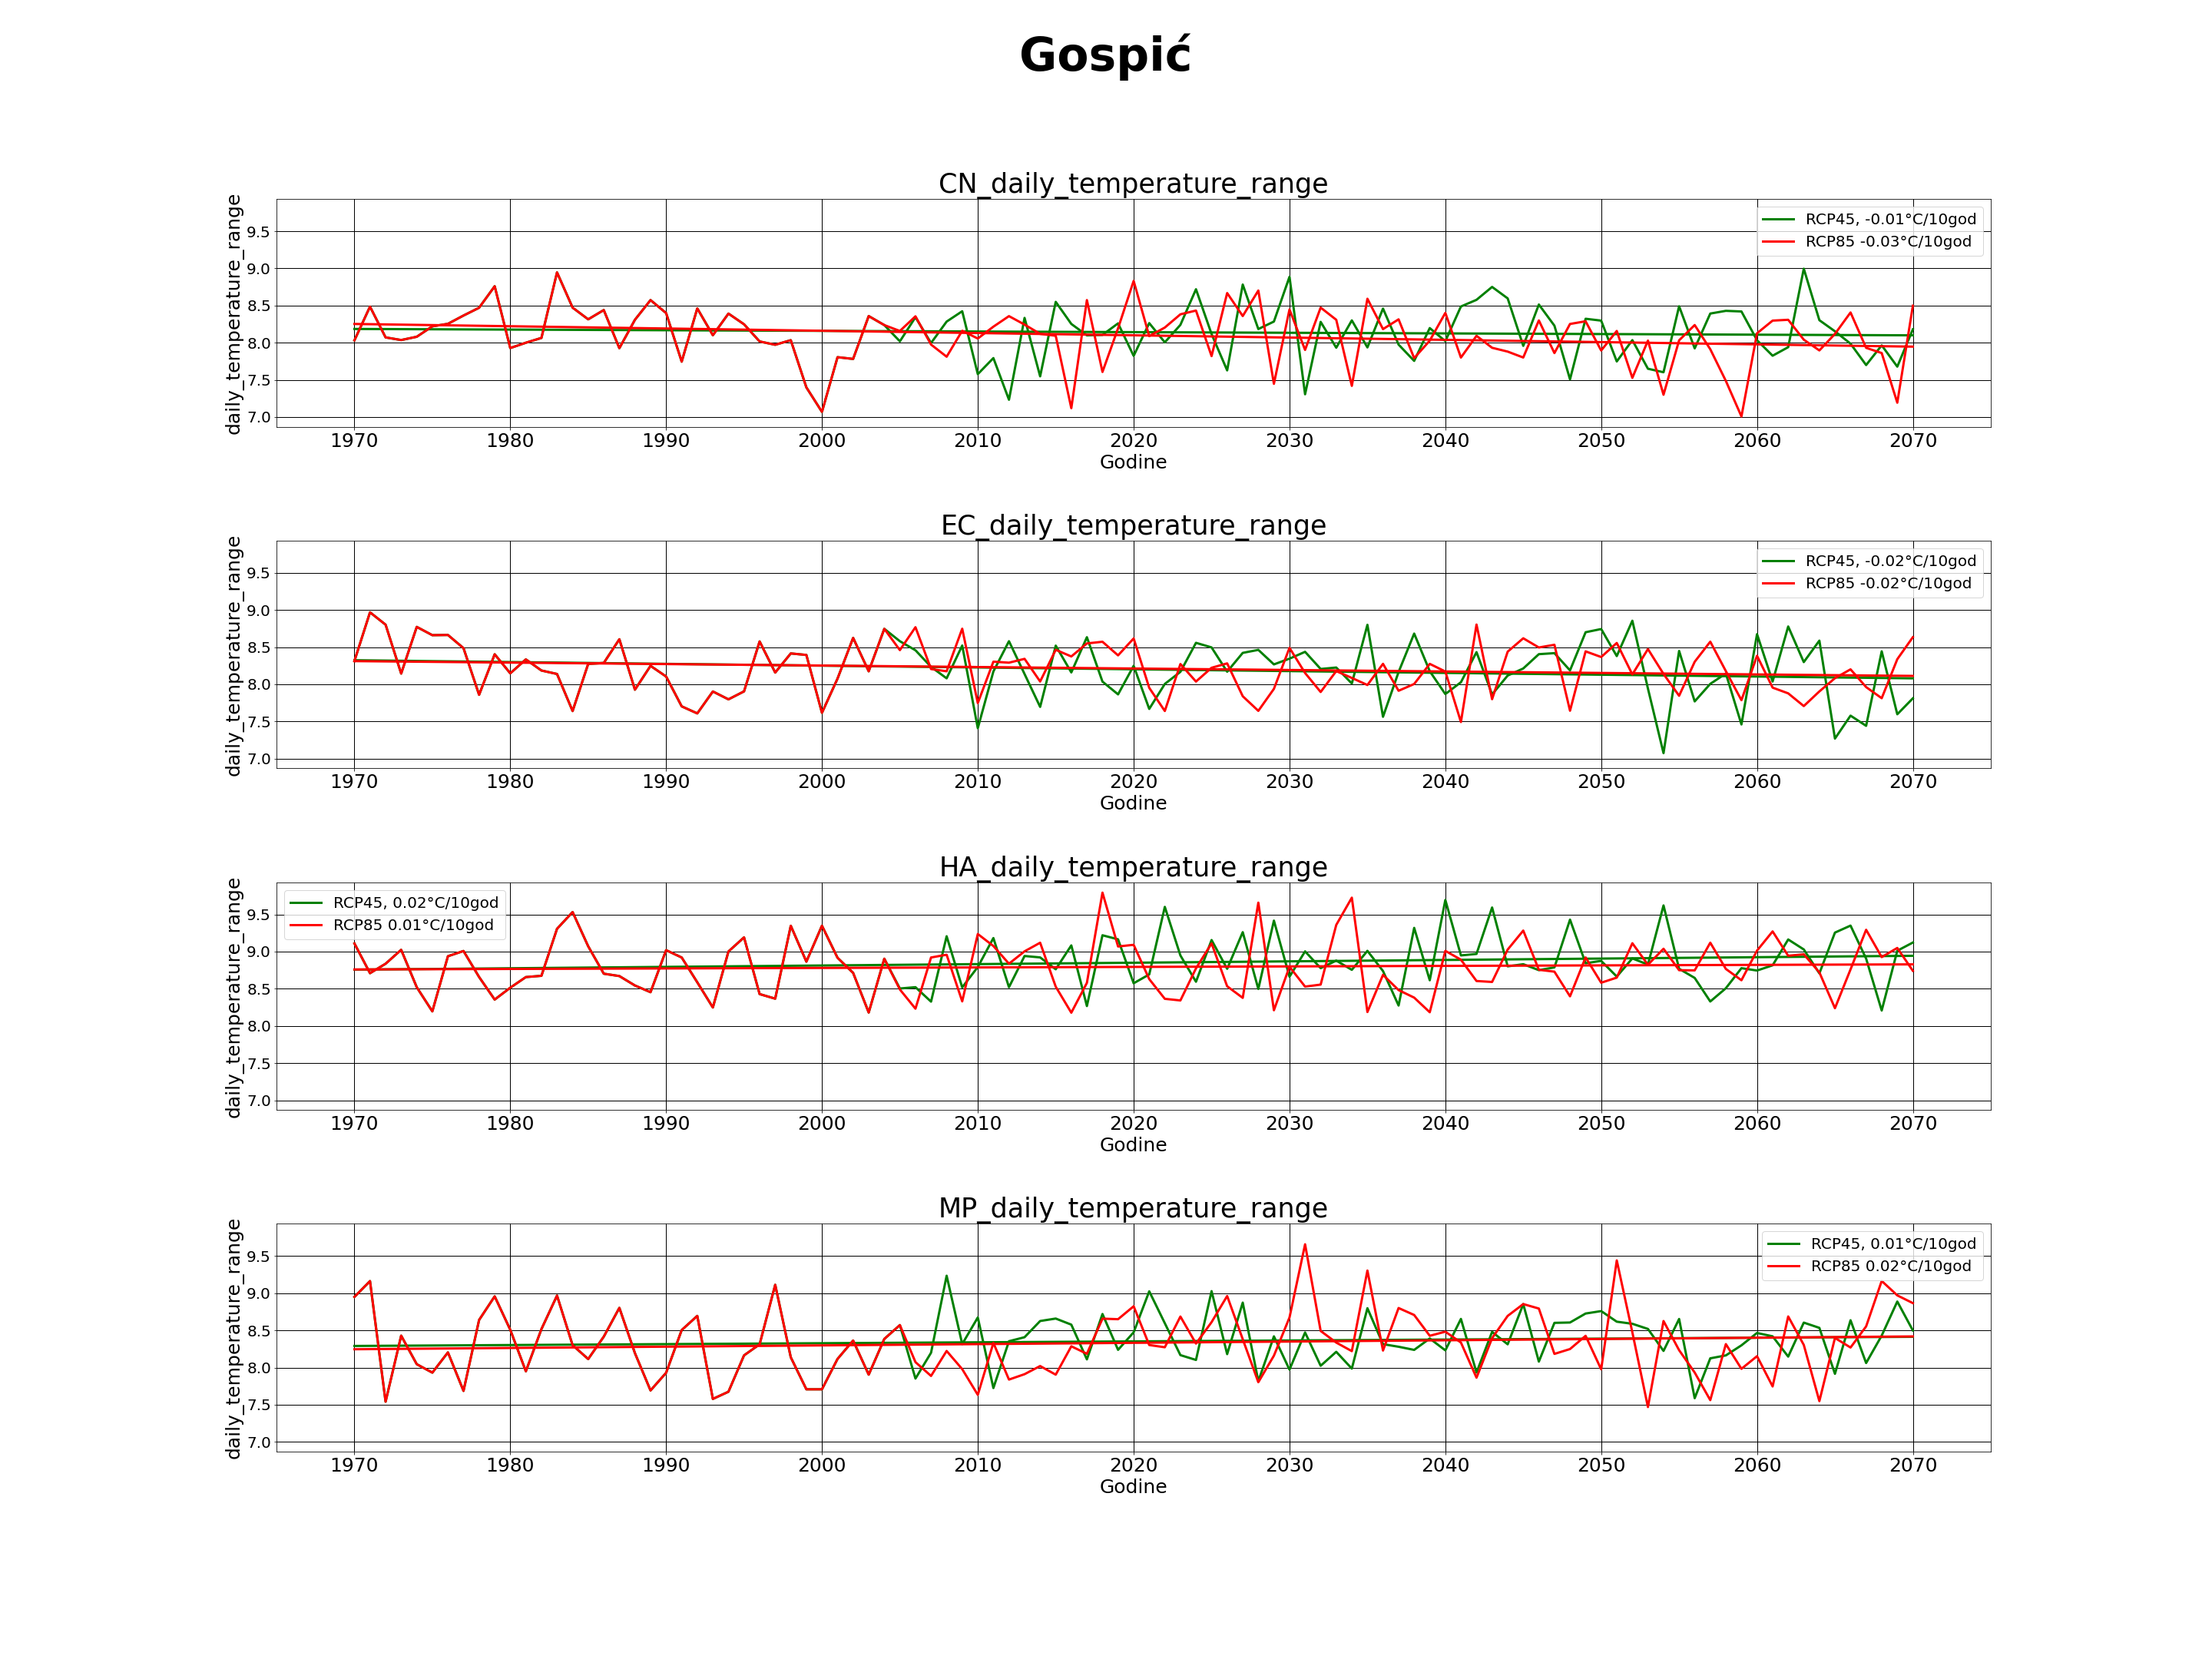 Gospić
CN_daily_temperature_range
daily_temperature_range
9.5
9.0
8.5
8.0
7.5
7.0
RCP45, -0.01°C/10god
RCP85 -0.03°C/10god
1970 1980 1990 2000 2010 2020 2030 2040 2050 2060 2070
Godine
EC_daily_temperature_range
daily_temperature_range
9.5
9.0
8.5
8.0
7.5
7.0
RCP45, -0.02°C/10god
RCP85 -0.02°C/10god
1970 1980 1990 2000 2010 2020 2030 2040 2050 2060 2070
Godine
HA_daily_temperature_range
daily_temperature_range
9.5
9.0
8.5
8.0
7.5
7.0
RCP45, 0.02°C/10god
RCP85 0.01°C/10god
1970 1980 1990 2000 2010 2020 2030 2040 2050 2060 2070
Godine
MP_daily_temperature_range
daily_temperature_range
9.5
9.0
8.5
8.0
7.5
7.0
RCP45, 0.01°C/10god
RCP85 0.02°C/10god
1970 1980 1990 2000 2010 2020 2030 2040 2050 2060 2070
Godine